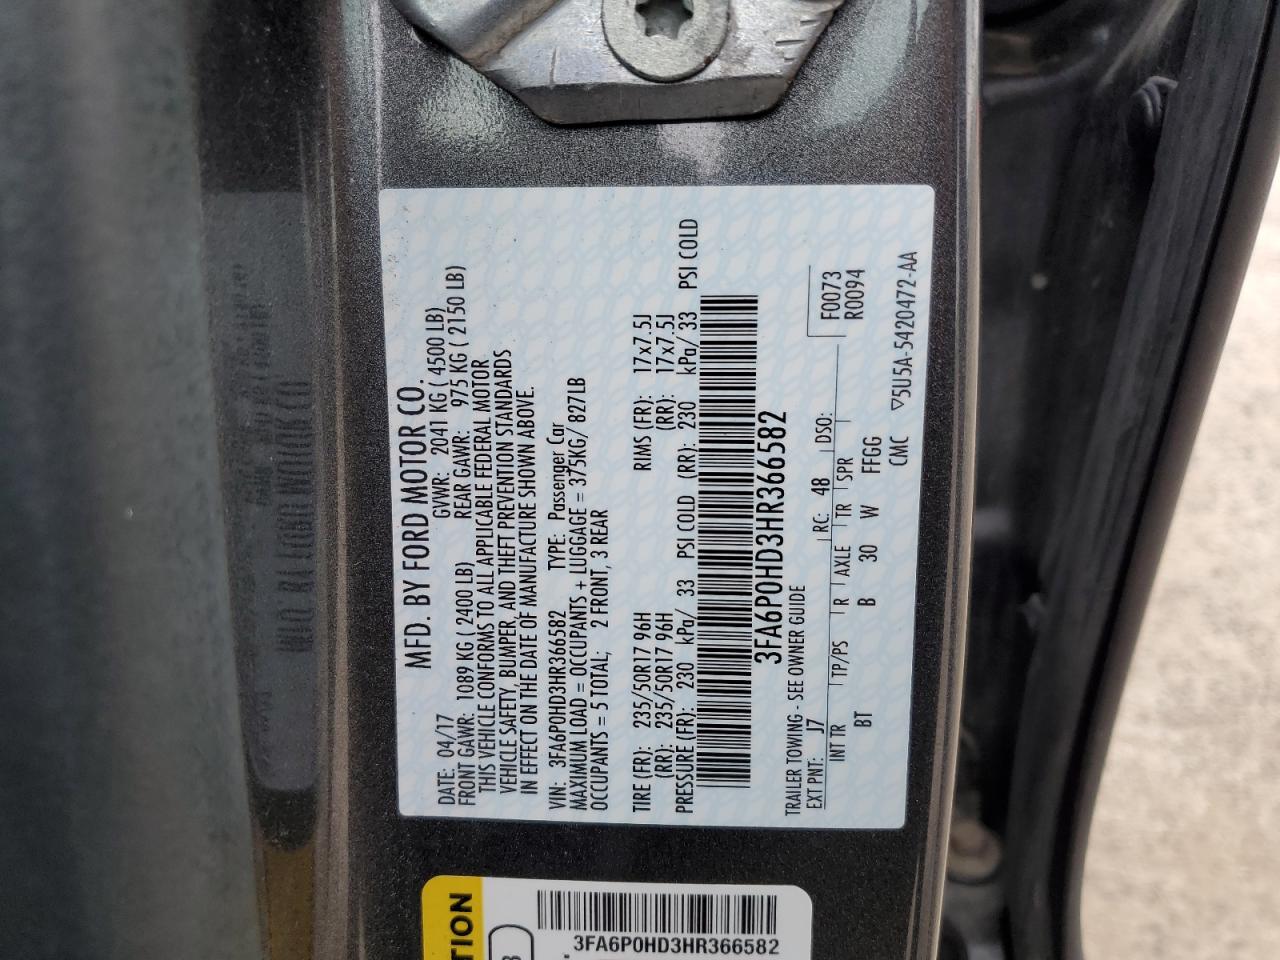 MFD. BY FORD MOTOR CO.
DATE: 04/17 GVWR: 2041 KG ( 4500 LB)
FRONT GAWR: 1089 KG ( 2400 LB) REAR GAWR: 975 KG ( 2150 LB)
THIS VEHICLE CONFORMS TO ALL APPLICABLE FEDERAL MOTOR
VEHICLE SAFETY, BUMPER, AND THEFT PREVENTION STANDARDS
IN EFFECT ON THE DATE OF MANUFACTURE SHOWN ABOVE.
VIN: 3FA6P0HD3HR366582 TYPE: Passenger Car
MAXIMUM LOAD = OCCUPANTS + LUGGAGE = 375KG/ 827LB
OCCUPANTS = 5 TOTAL; 2 FRONT, 3 REAR
TIRE (FR): 235/50R17 96H RIMS (FR): 17x7.5J
(RR): 235/50R17 96H (RR): 17x7.5J
PRESSURE (FR): 230 kPa/ 33 PSI COLD (RR): 230 kPa/ 33 PSI COLD
3FA6P0HD3HR366582
TRAILER TOWING - SEE OWNER GUIDE F0073
EXT PNT: J7 RC: 48 DSO: R0094
INT TR TP/PS R AXLE TR SPR
BT B 30 W FFGG
CMC ▽5U5A-5420472-AA
TION
3FA6P0HD3HR366582